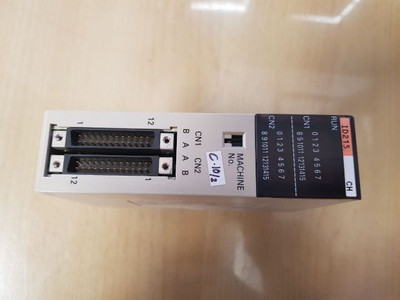 ID215
CH
RUN
CN1 0 1 2 3 4 5 6 7
8 9 10 11 12 13 14 15
CN2 0 1 2 3 4 5 6 7
8 9 10 11 12 13 14 15
MACHINE
No.
C-10/2
CN1 CN2
B A A B
12 1
1 12